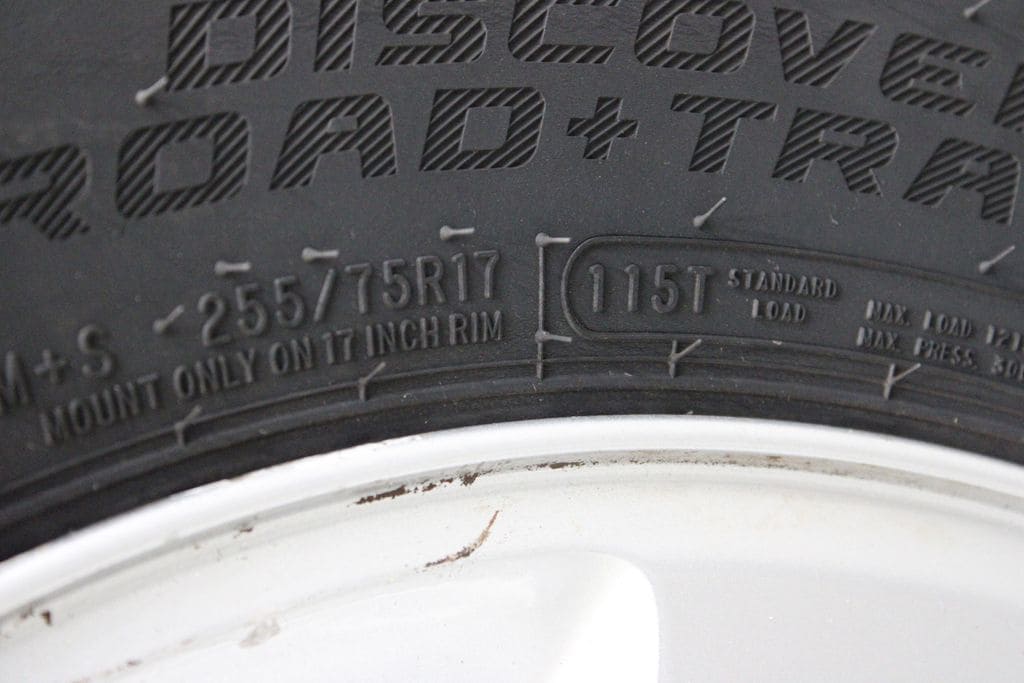 DISCOVE
ROAD+TRA
M+S 255/75R17 115T STANDARD LOAD
MOUNT ONLY ON 17 INCH RIM
MAX. LOAD
MAX. PRESS.